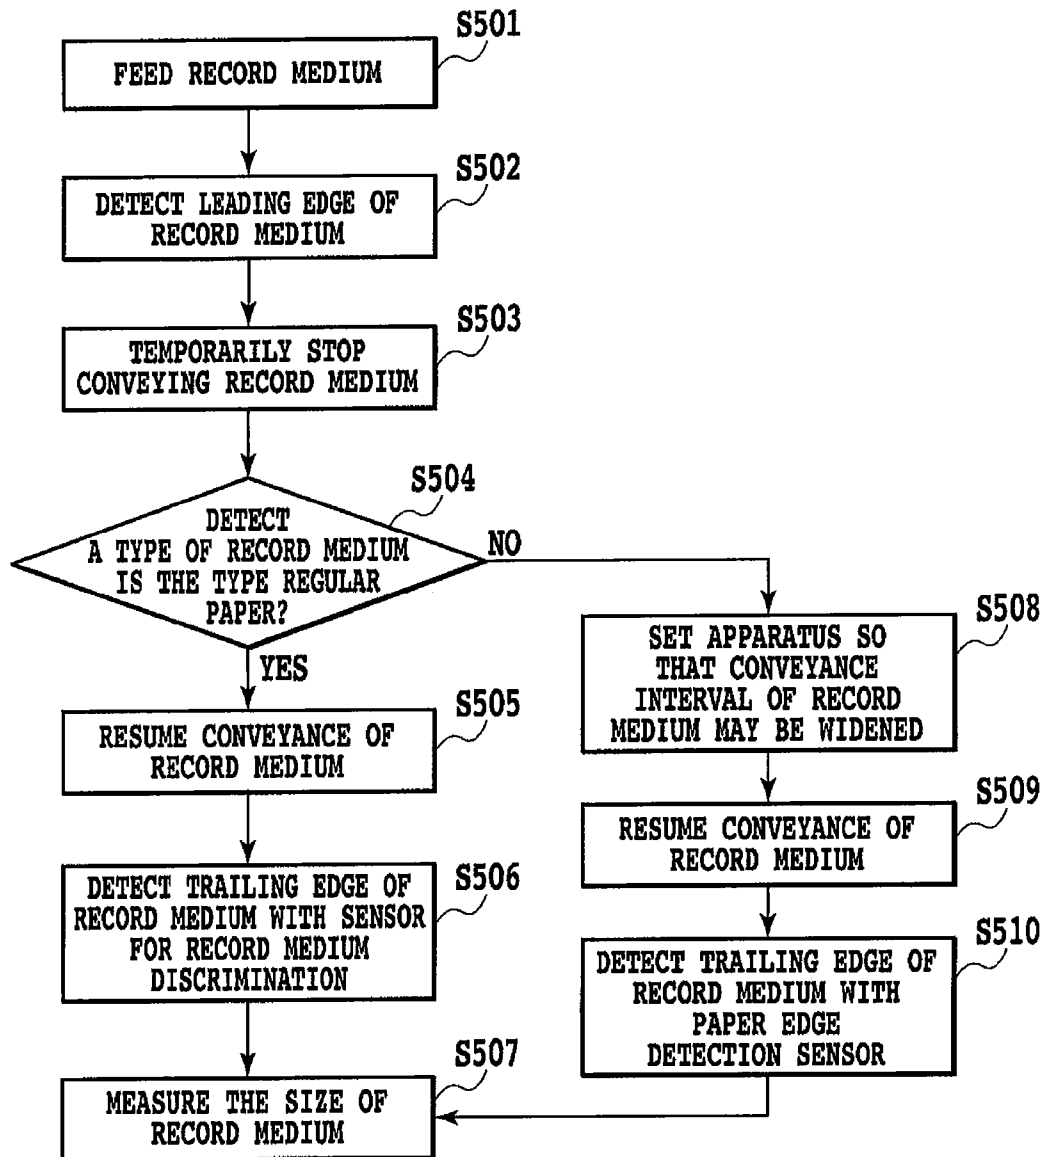 S501
FEED RECORD MEDIUM
S502
DETECT LEADING EDGE OF
RECORD MEDIUM
S503
TEMPORARILY STOP
CONVEYING RECORD MEDIUM
S504
DETECT
A TYPE OF RECORD MEDIUM
IS THE TYPE REGULAR
PAPER?
NO
YES
S505
RESUME CONVEYANCE OF
RECORD MEDIUM
S506
DETECT TRAILING EDGE OF
RECORD MEDIUM WITH SENSOR
FOR RECORD MEDIUM
DISCRIMINATION
S508
SET APPARATUS SO
THAT CONVEYANCE
INTERVAL OF RECORD
MEDIUM MAY BE WIDENED
S509
RESUME CONVEYANCE OF
RECORD MEDIUM
S510
DETECT TRAILING EDGE OF
RECORD MEDIUM WITH
PAPER EDGE
DETECTION SENSOR
S507
MEASURE THE SIZE OF
RECORD MEDIUM